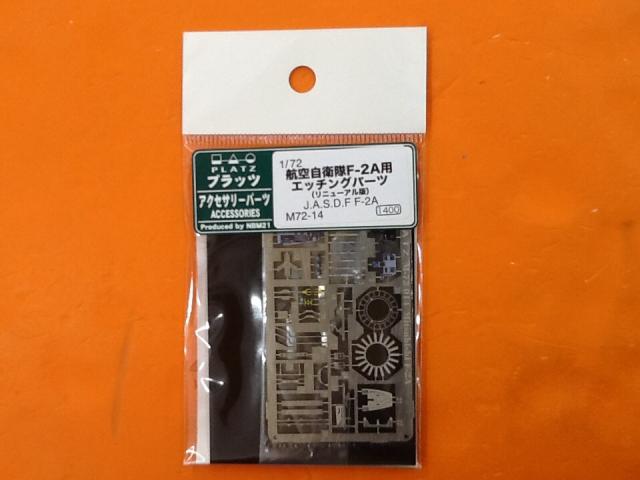 PLATZ
プラッツ
アクセサリーパーツ
ACCESSORIES
Produced by NBM21
1/72
航空自衛隊F-2A用
エッチングパーツ
(リニューアル版)
J.A.S.D.F F-2A
M72-14
1400